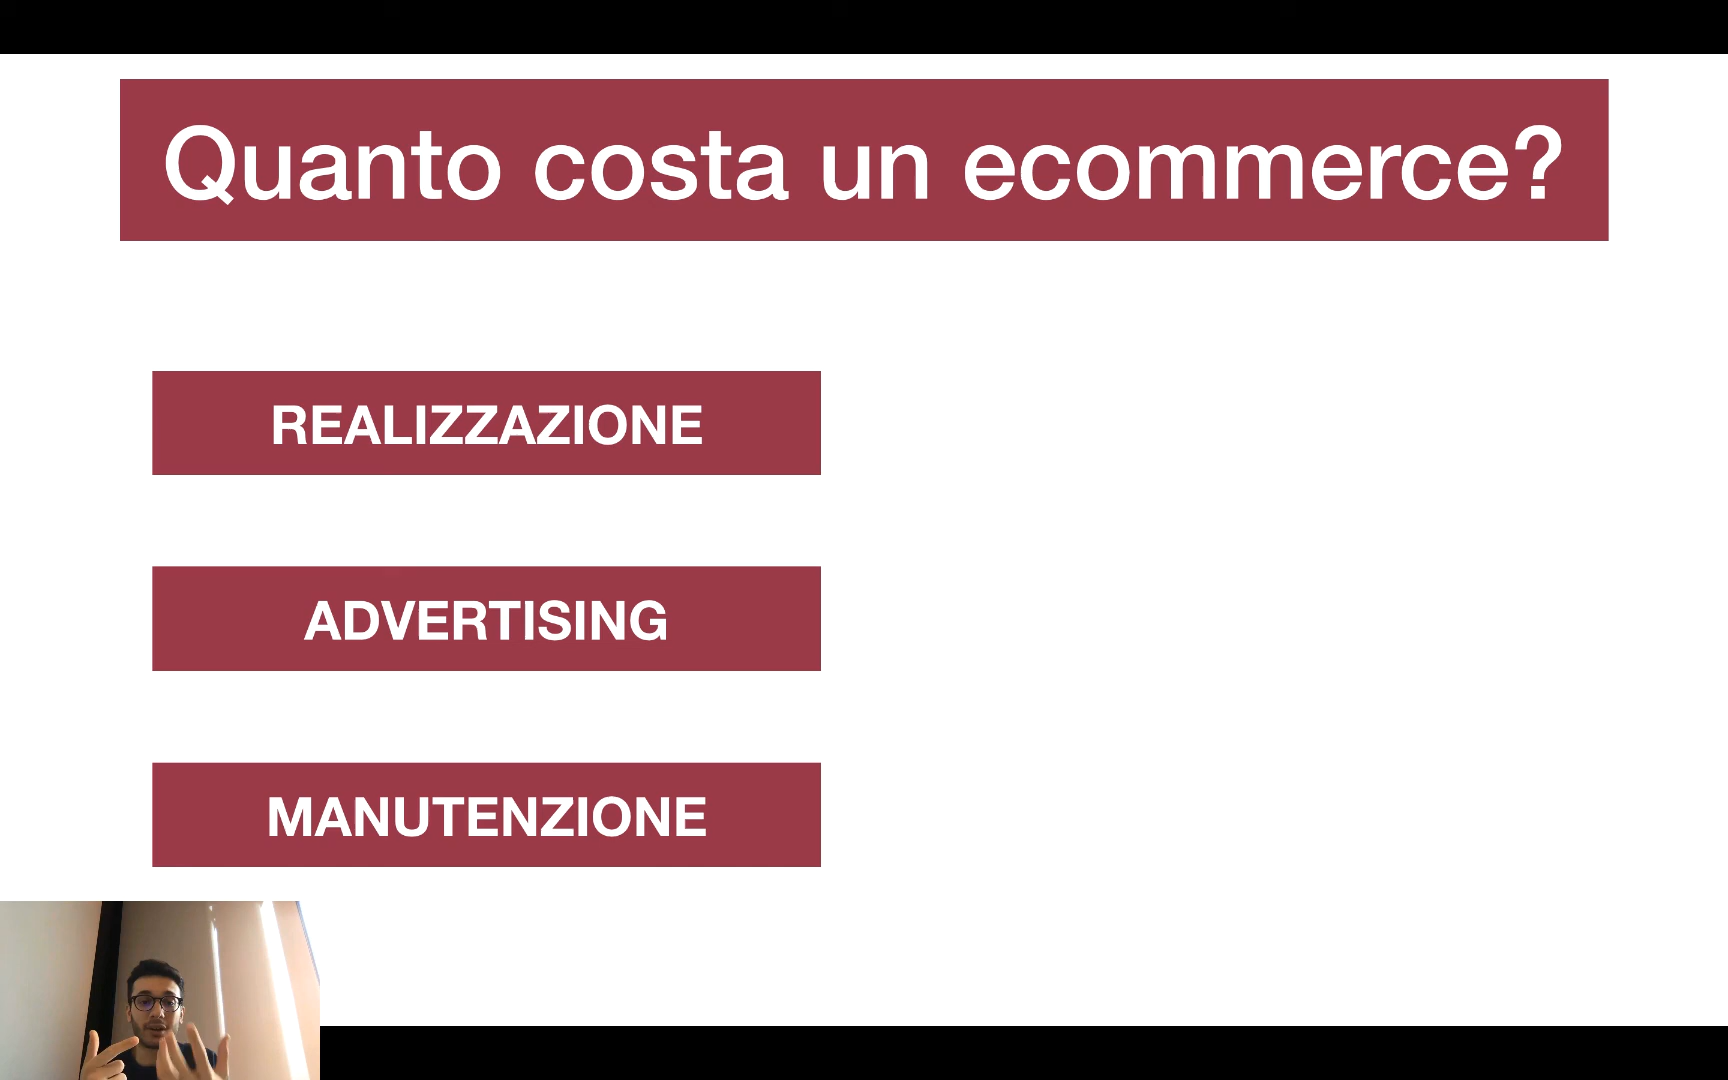 Quanto costa un ecommerce?
REALIZZAZIONE
ADVERTISING
MANUTENZIONE